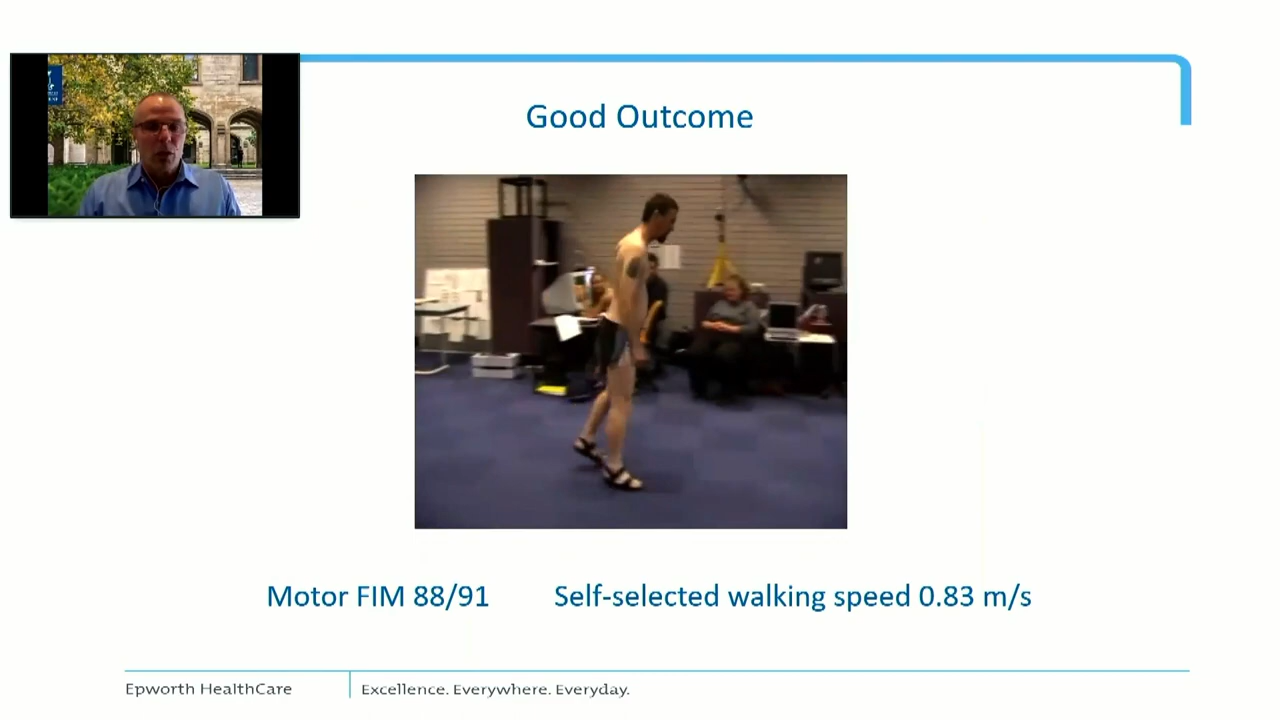 Good Outcome
Motor FIM 88/91 Self-selected walking speed 0.83 m/s
Epworth HealthCare Excellence. Everywhere. Everyday.